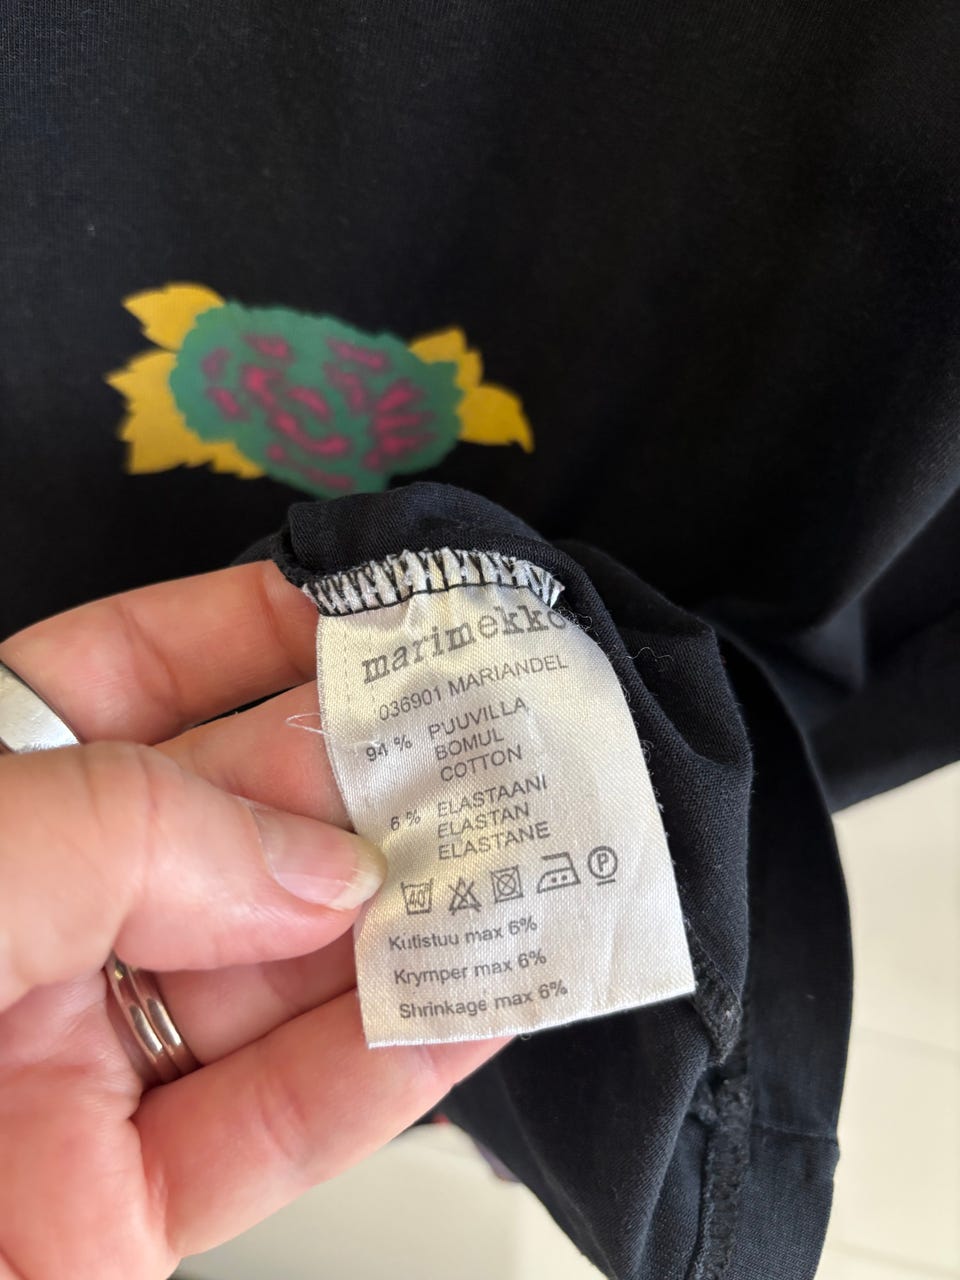 marimekko
036901 MARIANDEL
94 % PUUVILLA
BOMUL
COTTON
6 % ELASTAANI
ELASTAN
ELASTANE
40 P
Kutistuu max 6%
Krymper max 6%
Shrinkage max 6%